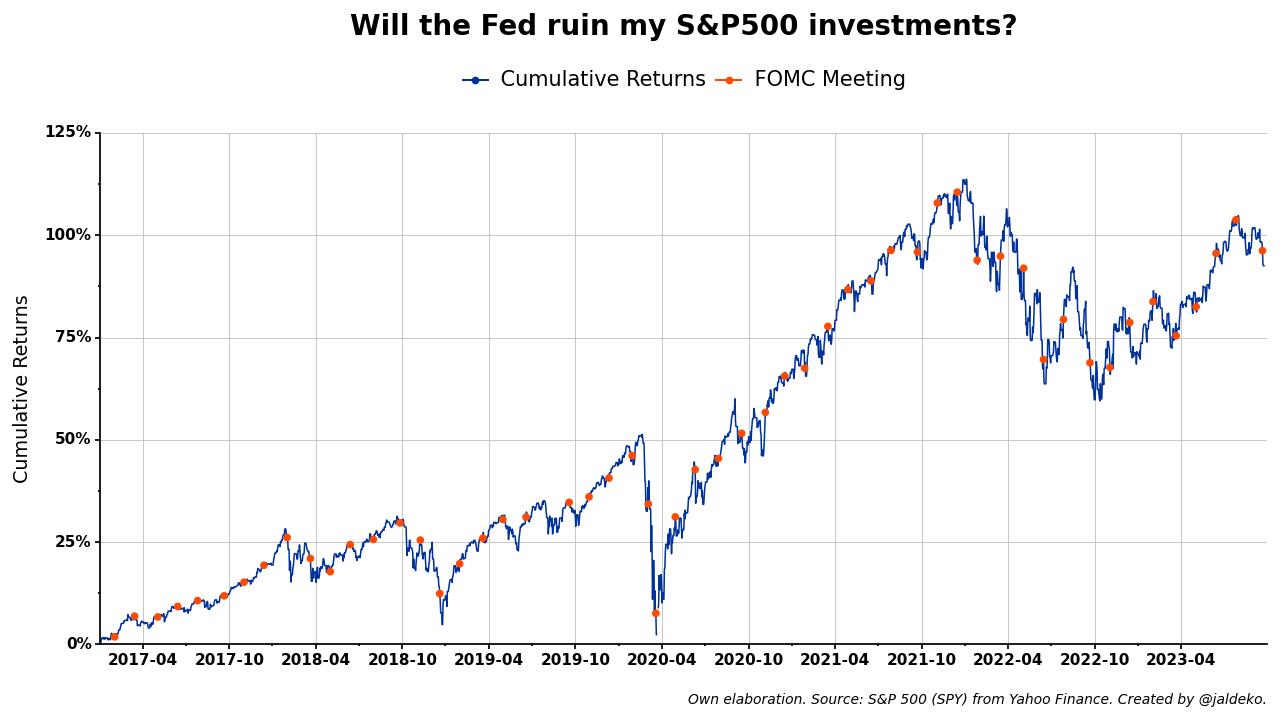 Will the Fed ruin my S&P500 investments?
Cumulative Returns FOMC Meeting
125%
100%
75%
50%
25%
0%
Cumulative Returns
2017-04 2017-10 2018-04 2018-10 2019-04 2019-10 2020-04 2020-10 2021-04 2021-10 2022-04 2022-10 2023-04
Own elaboration. Source: S&P 500 (SPY) from Yahoo Finance. Created by @jaldeko.